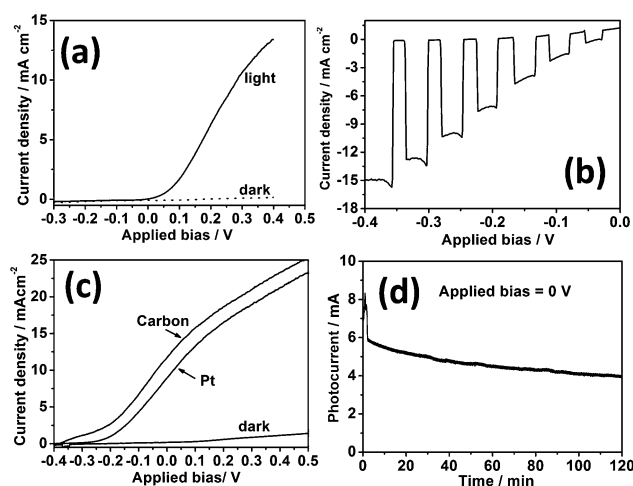 (a)
light
dark
Current density / mA cm-2
15
10
5
0
-0.3 -0.2 -0.1 0.0 0.1 0.2 0.3 0.4 0.5
Applied bias / V
(b)
Current density / mA cm-2
0
-3
-6
-9
-12
-15
-18
-0.4 -0.3 -0.2 -0.1 0.0
Applied bias / V
(c)
Carbon
Pt
dark
Current density / mAcm-2
25
20
15
10
5
0
-0.4 -0.3 -0.2 -0.1 0.0 0.1 0.2 0.3 0.4 0.5
Applied bias/ V
(d)
Applied bias = 0 V
Photocurrent / mA
10
8
6
4
2
0
0 20 40 60 80 100 120
Time / min